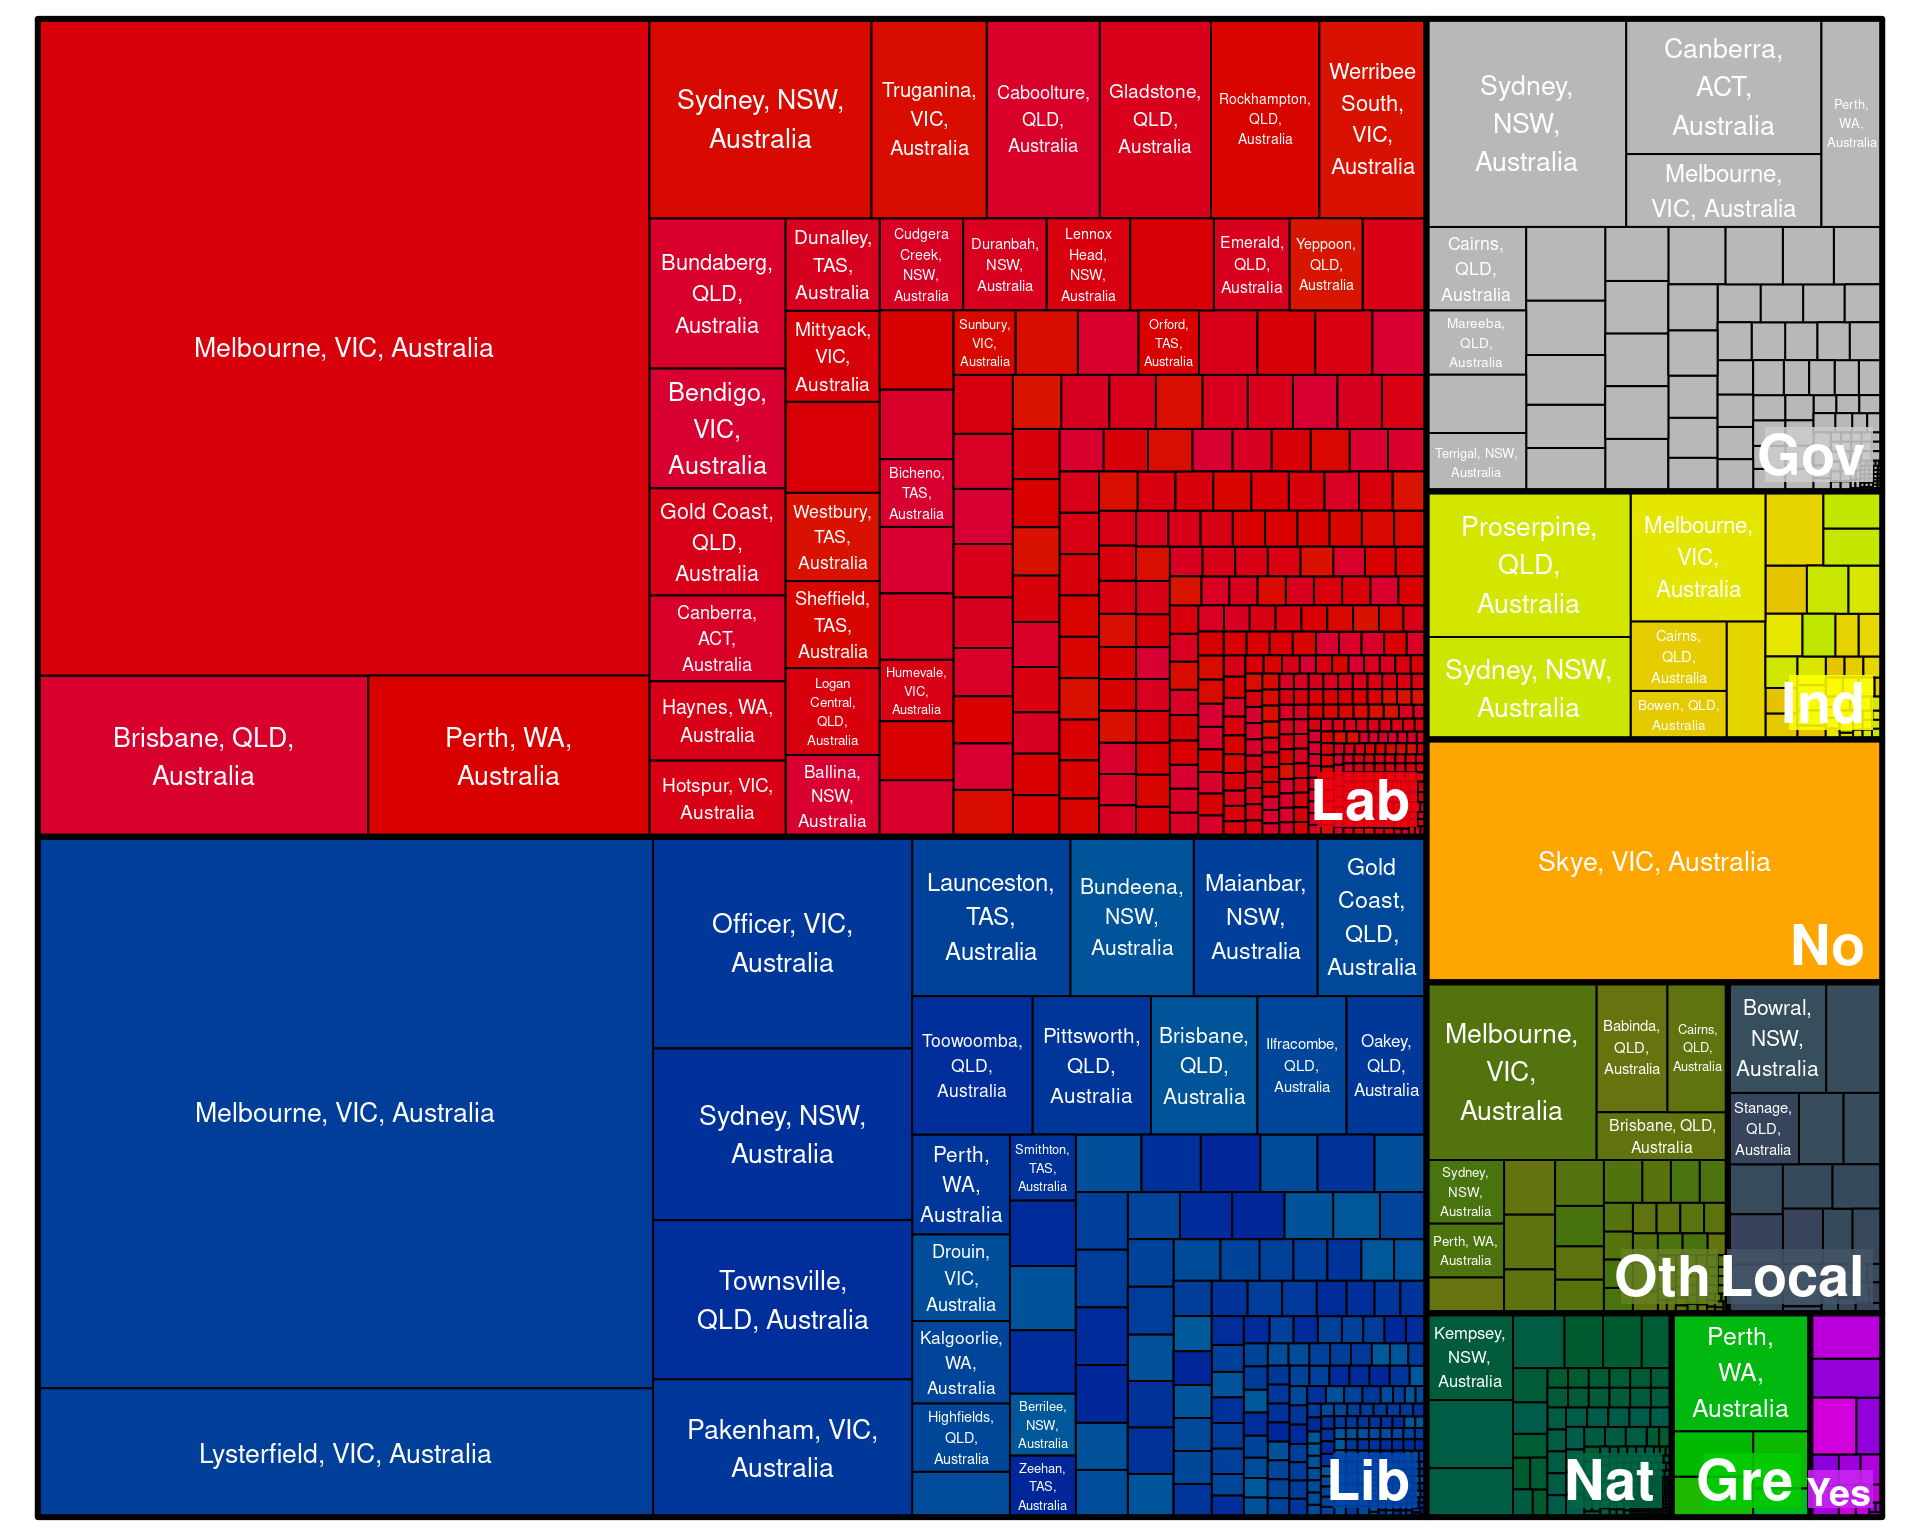 Melbourne, VIC, Australia
Brisbane, QLD,
Australia
Perth, WA,
Australia
Sydney, NSW,
Australia
Truganina,
VIC,
Australia
Caboolture,
QLD,
Australia
Gladstone,
QLD,
Australia
Rockhampton,
QLD,
Australia
Werribee
South,
VIC,
Australia
Bundaberg,
QLD,
Australia
Bendigo,
VIC,
Australia
Gold Coast,
QLD,
Australia
Canberra,
ACT,
Australia
Haynes, WA,
Australia
Hotspur, VIC,
Australia
Dunalley,
TAS,
Australia
Mittyack,
VIC,
Australia
Westbury,
TAS,
Australia
Sheffield,
TAS,
Australia
Logan
Central,
QLD,
Australia
Ballina,
NSW,
Australia
Cudgera
Creek,
NSW,
Australia
Duranbah,
NSW,
Australia
Lennox
Head,
NSW,
Australia
Emerald,
QLD,
Australia
Yeppoon,
QLD,
Australia
Sunbury,
VIC,
Australia
Orford,
TAS,
Australia
Bicheno,
TAS,
Australia
Humevale,
VIC,
Australia
Lab
Melbourne, VIC, Australia
Lysterfield, VIC, Australia
Officer, VIC,
Australia
Sydney, NSW,
Australia
Townsville,
QLD, Australia
Pakenham, VIC,
Australia
Launceston,
TAS,
Australia
Bundeena,
NSW,
Australia
Maianbar,
NSW,
Australia
Gold
Coast,
QLD,
Australia
Toowoomba,
QLD,
Australia
Pittsworth,
QLD,
Australia
Brisbane,
QLD,
Australia
Ilfracombe,
QLD,
Australia
Oakey,
QLD,
Australia
Perth,
WA,
Australia
Drouin,
VIC,
Australia
Kalgoorlie,
WA,
Australia
Highfields,
QLD,
Australia
Smithton,
TAS,
Australia
Berrilee,
NSW,
Australia
Zeehan,
TAS,
Australia
Lib
Sydney,
NSW,
Australia
Canberra,
ACT,
Australia
Melbourne,
VIC, Australia
Perth,
WA,
Australia
Cairns,
QLD,
Australia
Mareeba,
QLD,
Australia
Terrigal, NSW,
Australia
Gov
Proserpine,
QLD,
Australia
Sydney, NSW,
Australia
Melbourne,
VIC,
Australia
Cairns,
QLD,
Australia
Bowen, QLD,
Australia
Ind
Skye, VIC, Australia
No
Melbourne,
VIC,
Australia
Babinda,
QLD,
Australia
Cairns,
QLD,
Australia
Brisbane, QLD,
Australia
Sydney,
NSW,
Australia
Perth, WA,
Australia
Oth
Bowral,
NSW,
Australia
Stanage,
QLD,
Australia
Local
Kempsey,
NSW,
Australia
Nat
Perth,
WA,
Australia
Gre
Yes